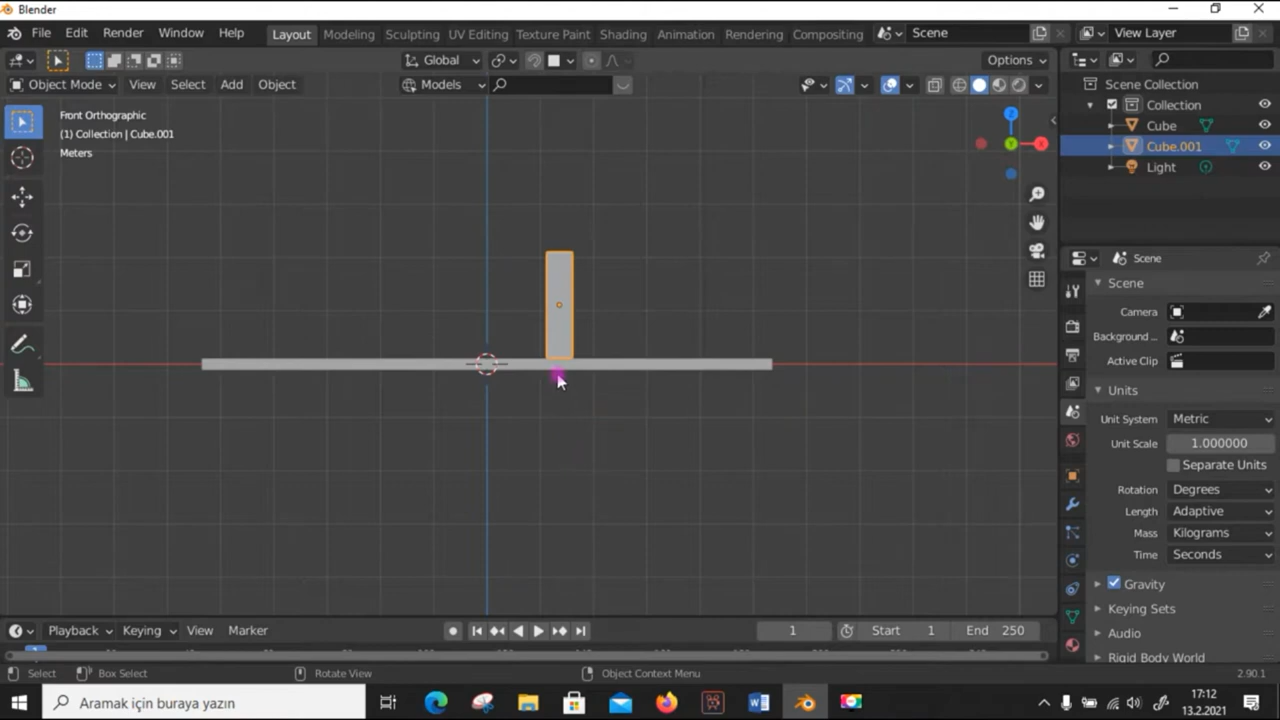 Blender
File Edit Render Window Help Layout Modeling Sculpting UV Editing Texture Paint Shading Animation Rendering Compositing Scene View Layer
Global Options
Object Mode View Select Add Object Models
Front Orthographic
(1) Collection | Cube.001
Meters
Z
Y
X
Scene Collection
Collection
Cube
Cube.001
Light
Scene
Scene
Camera
Background ...
Active Clip
Units
Unit System Metric
Unit Scale 1.000000
Separate Units
Rotation Degrees
Length Adaptive
Mass Kilograms
Time Seconds
Gravity
Keying Sets
Audio
Rigid Body World
Playback Keying View Marker 1 Start 1 End 250
Select Box Select Rotate View Object Context Menu 2.90.1
Aramak için buraya yazın
17:12
13.2.2021